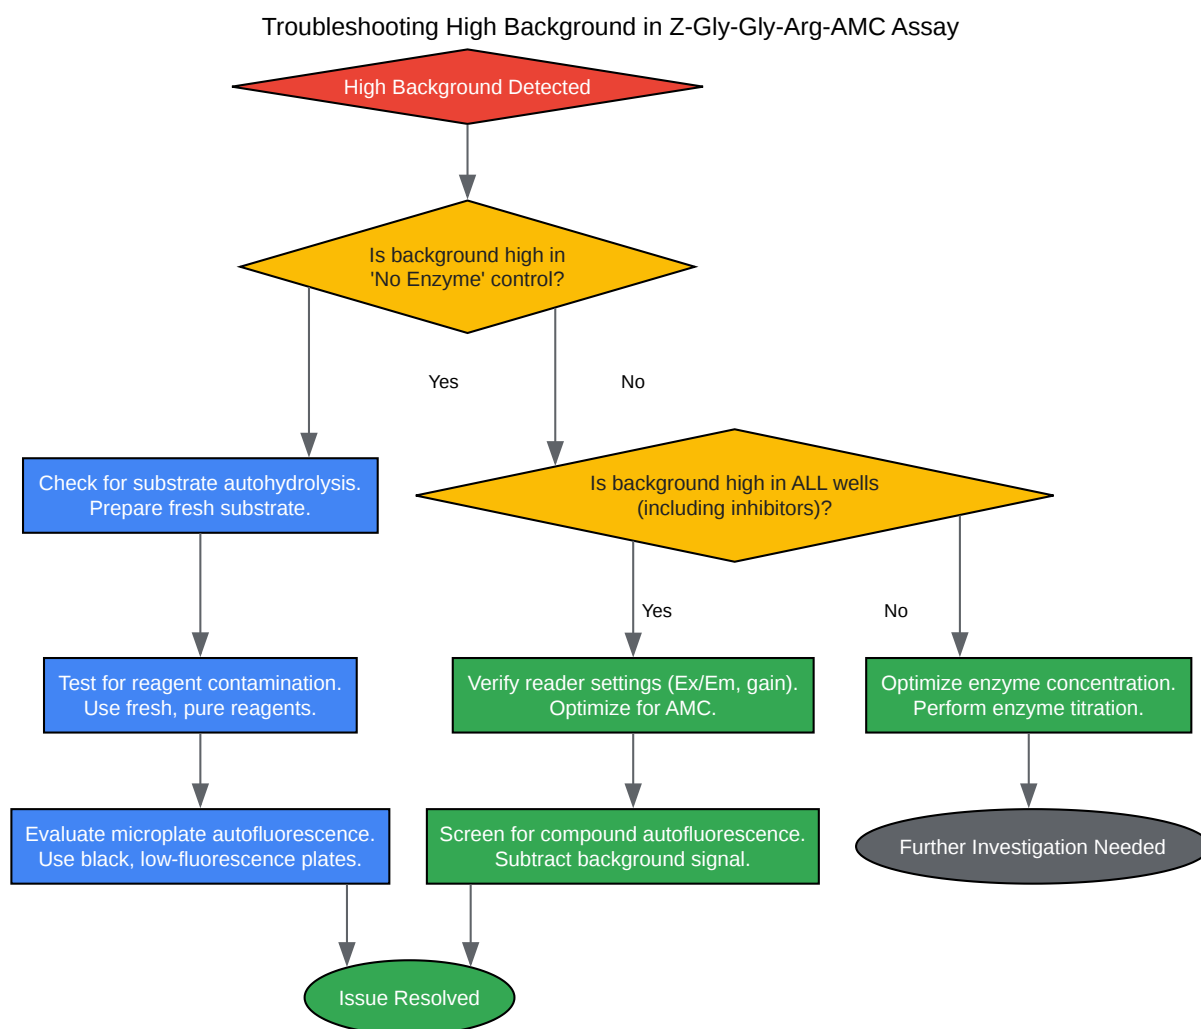 Troubleshooting High Background in Z-Gly-Gly-Arg-AMC Assay
High Background Detected
Is background high in
'No Enzyme' control?
Yes
No
Check for substrate autohydrolysis.
Prepare fresh substrate.
Is background high in ALL wells
(including inhibitors)?
Yes
No
Test for reagent contamination.
Use fresh, pure reagents.
Verify reader settings (Ex/Em, gain).
Optimize for AMC.
Optimize enzyme concentration.
Perform enzyme titration.
Evaluate microplate autofluorescence.
Use black, low-fluorescence plates.
Screen for compound autofluorescence.
Subtract background signal.
Further Investigation Needed
Issue Resolved